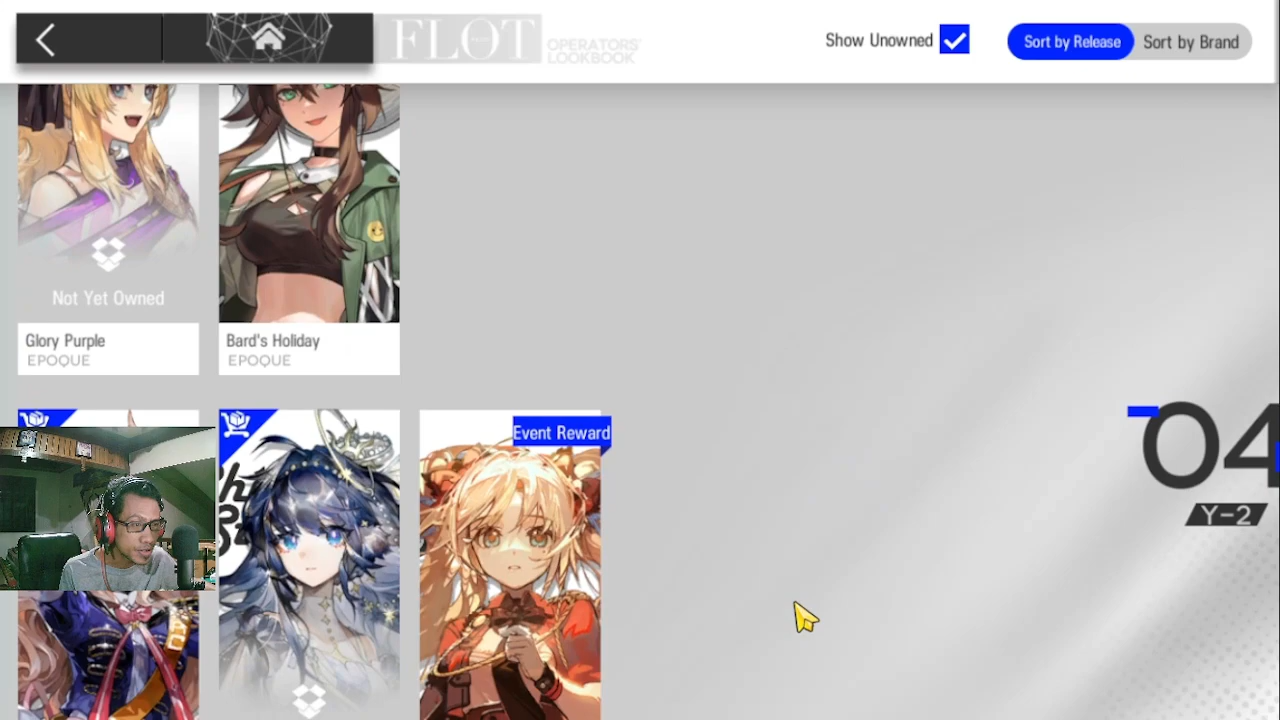 FLOT
OPERATORS'
LOOKBOOK
Show Unowned
Sort by Release
Sort by Brand
Not Yet Owned
Glory Purple
EPOQUE
Bard's Holiday
EPOQUE
Event Reward
04
Y-2